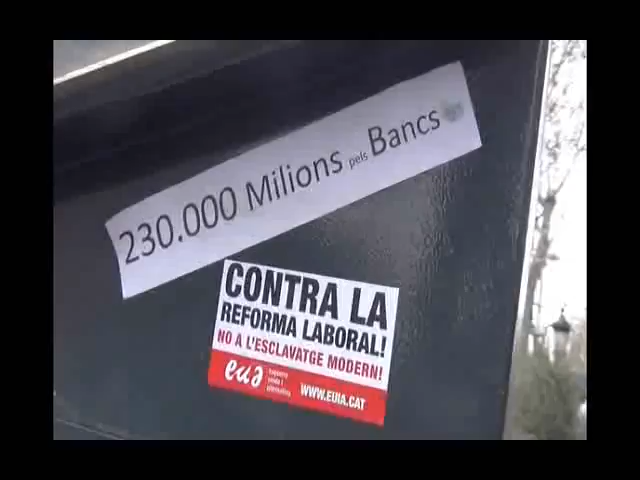 230.000 Milions pels Bancs
CONTRA LA
REFORMA LABORAL!
NO A L'ESCLAVATGE MODERN!
euia
WWW.EUIA.CAT